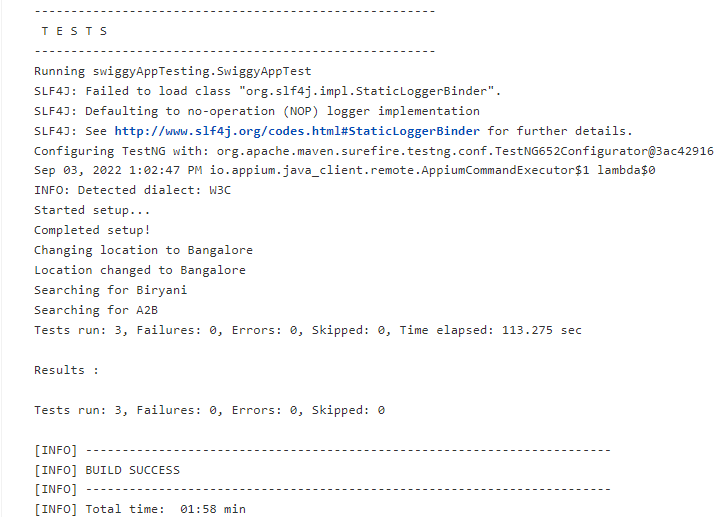 -------------------------------------------------------
T E S T S
-------------------------------------------------------
Running swiggyAppTesting.SwiggyAppTest
SLF4J: Failed to load class "org.slf4j.impl.StaticLoggerBinder".
SLF4J: Defaulting to no-operation (NOP) logger implementation
SLF4J: See http://www.slf4j.org/codes.html#StaticLoggerBinder for further details.
Configuring TestNG with: org.apache.maven.surefire.testng.conf.TestNG652Configurator@3ac42916
Sep 03, 2022 1:02:47 PM io.appium.java_client.remote.AppiumCommandExecutor$1 lambda$0
INFO: Detected dialect: W3C
Started setup...
Completed setup!
Changing location to Bangalore
Location changed to Bangalore
Searching for Biryani
Searching for A2B
Tests run: 3, Failures: 0, Errors: 0, Skipped: 0, Time elapsed: 113.275 sec
Results :
Tests run: 3, Failures: 0, Errors: 0, Skipped: 0
[INFO] ------------------------------------------------------------------------
[INFO] BUILD SUCCESS
[INFO] ------------------------------------------------------------------------
[INFO] Total time:  01:58 min